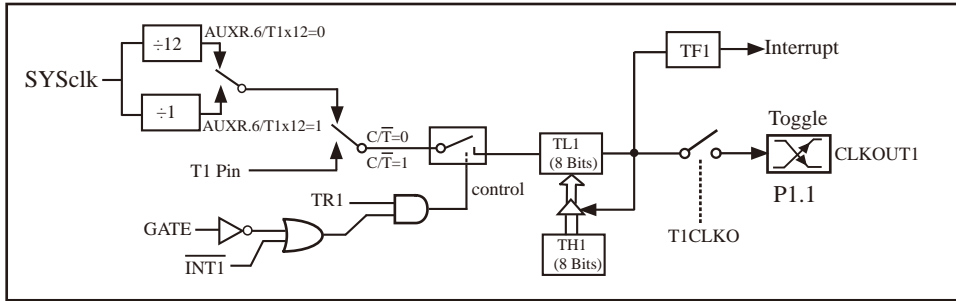 AUXR.6/T1x12=0
÷12
SYSclk
÷1
AUXR.6/T1x12=1
T1 Pin
C/T̅=0
C/T̅=1
TR1
GATE
I̅N̅T̅1̅
control
TL1
(8 Bits)
TH1
(8 Bits)
TF1
Interrupt
Toggle
CLKOUT1
P1.1
T1CLKO